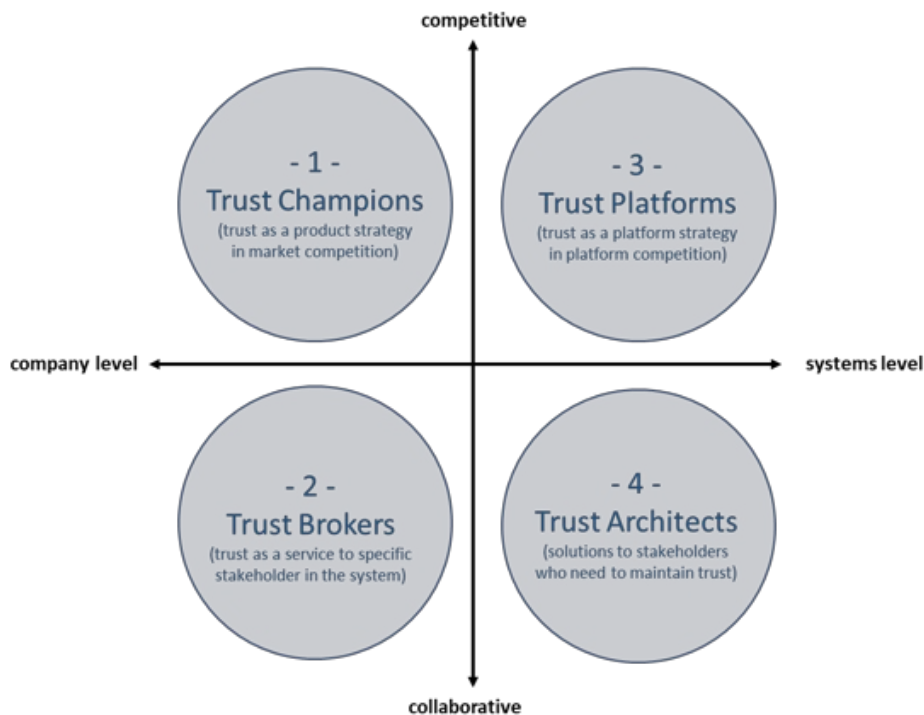 competitive
- 1 -
Trust Champions
(trust as a product strategy
in market competition)
- 3 -
Trust Platforms
(trust as a platform strategy
in platform competition)
company level
systems level
- 2 -
Trust Brokers
(trust as a service to specific
stakeholder in the system)
- 4 -
Trust Architects
(solutions to stakeholders
who need to maintain trust)
collaborative